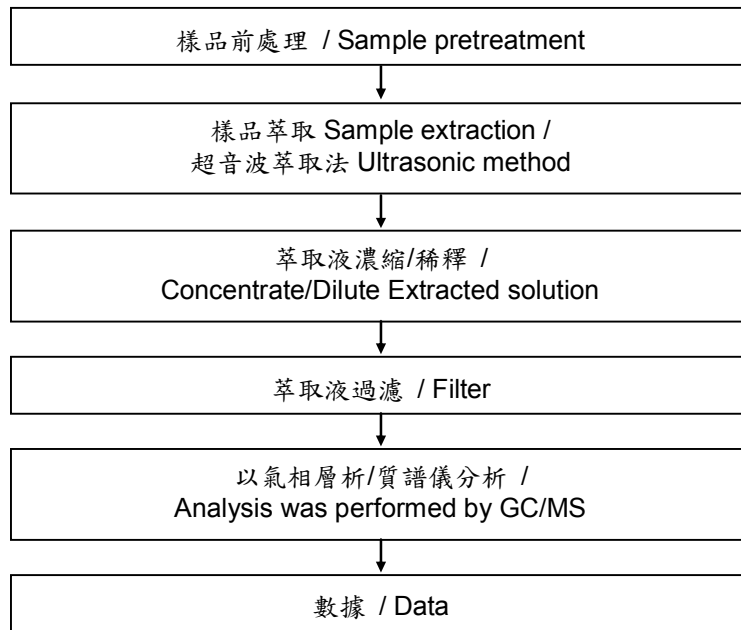 樣品前處理 / Sample pretreatment
樣品萃取 Sample extraction /
超音波萃取法 Ultrasonic method
萃取液濃縮/稀釋 /
Concentrate/Dilute Extracted solution
萃取液過濾 / Filter
以氣相層析/質譜儀分析 /
Analysis was performed by GC/MS
數據 / Data